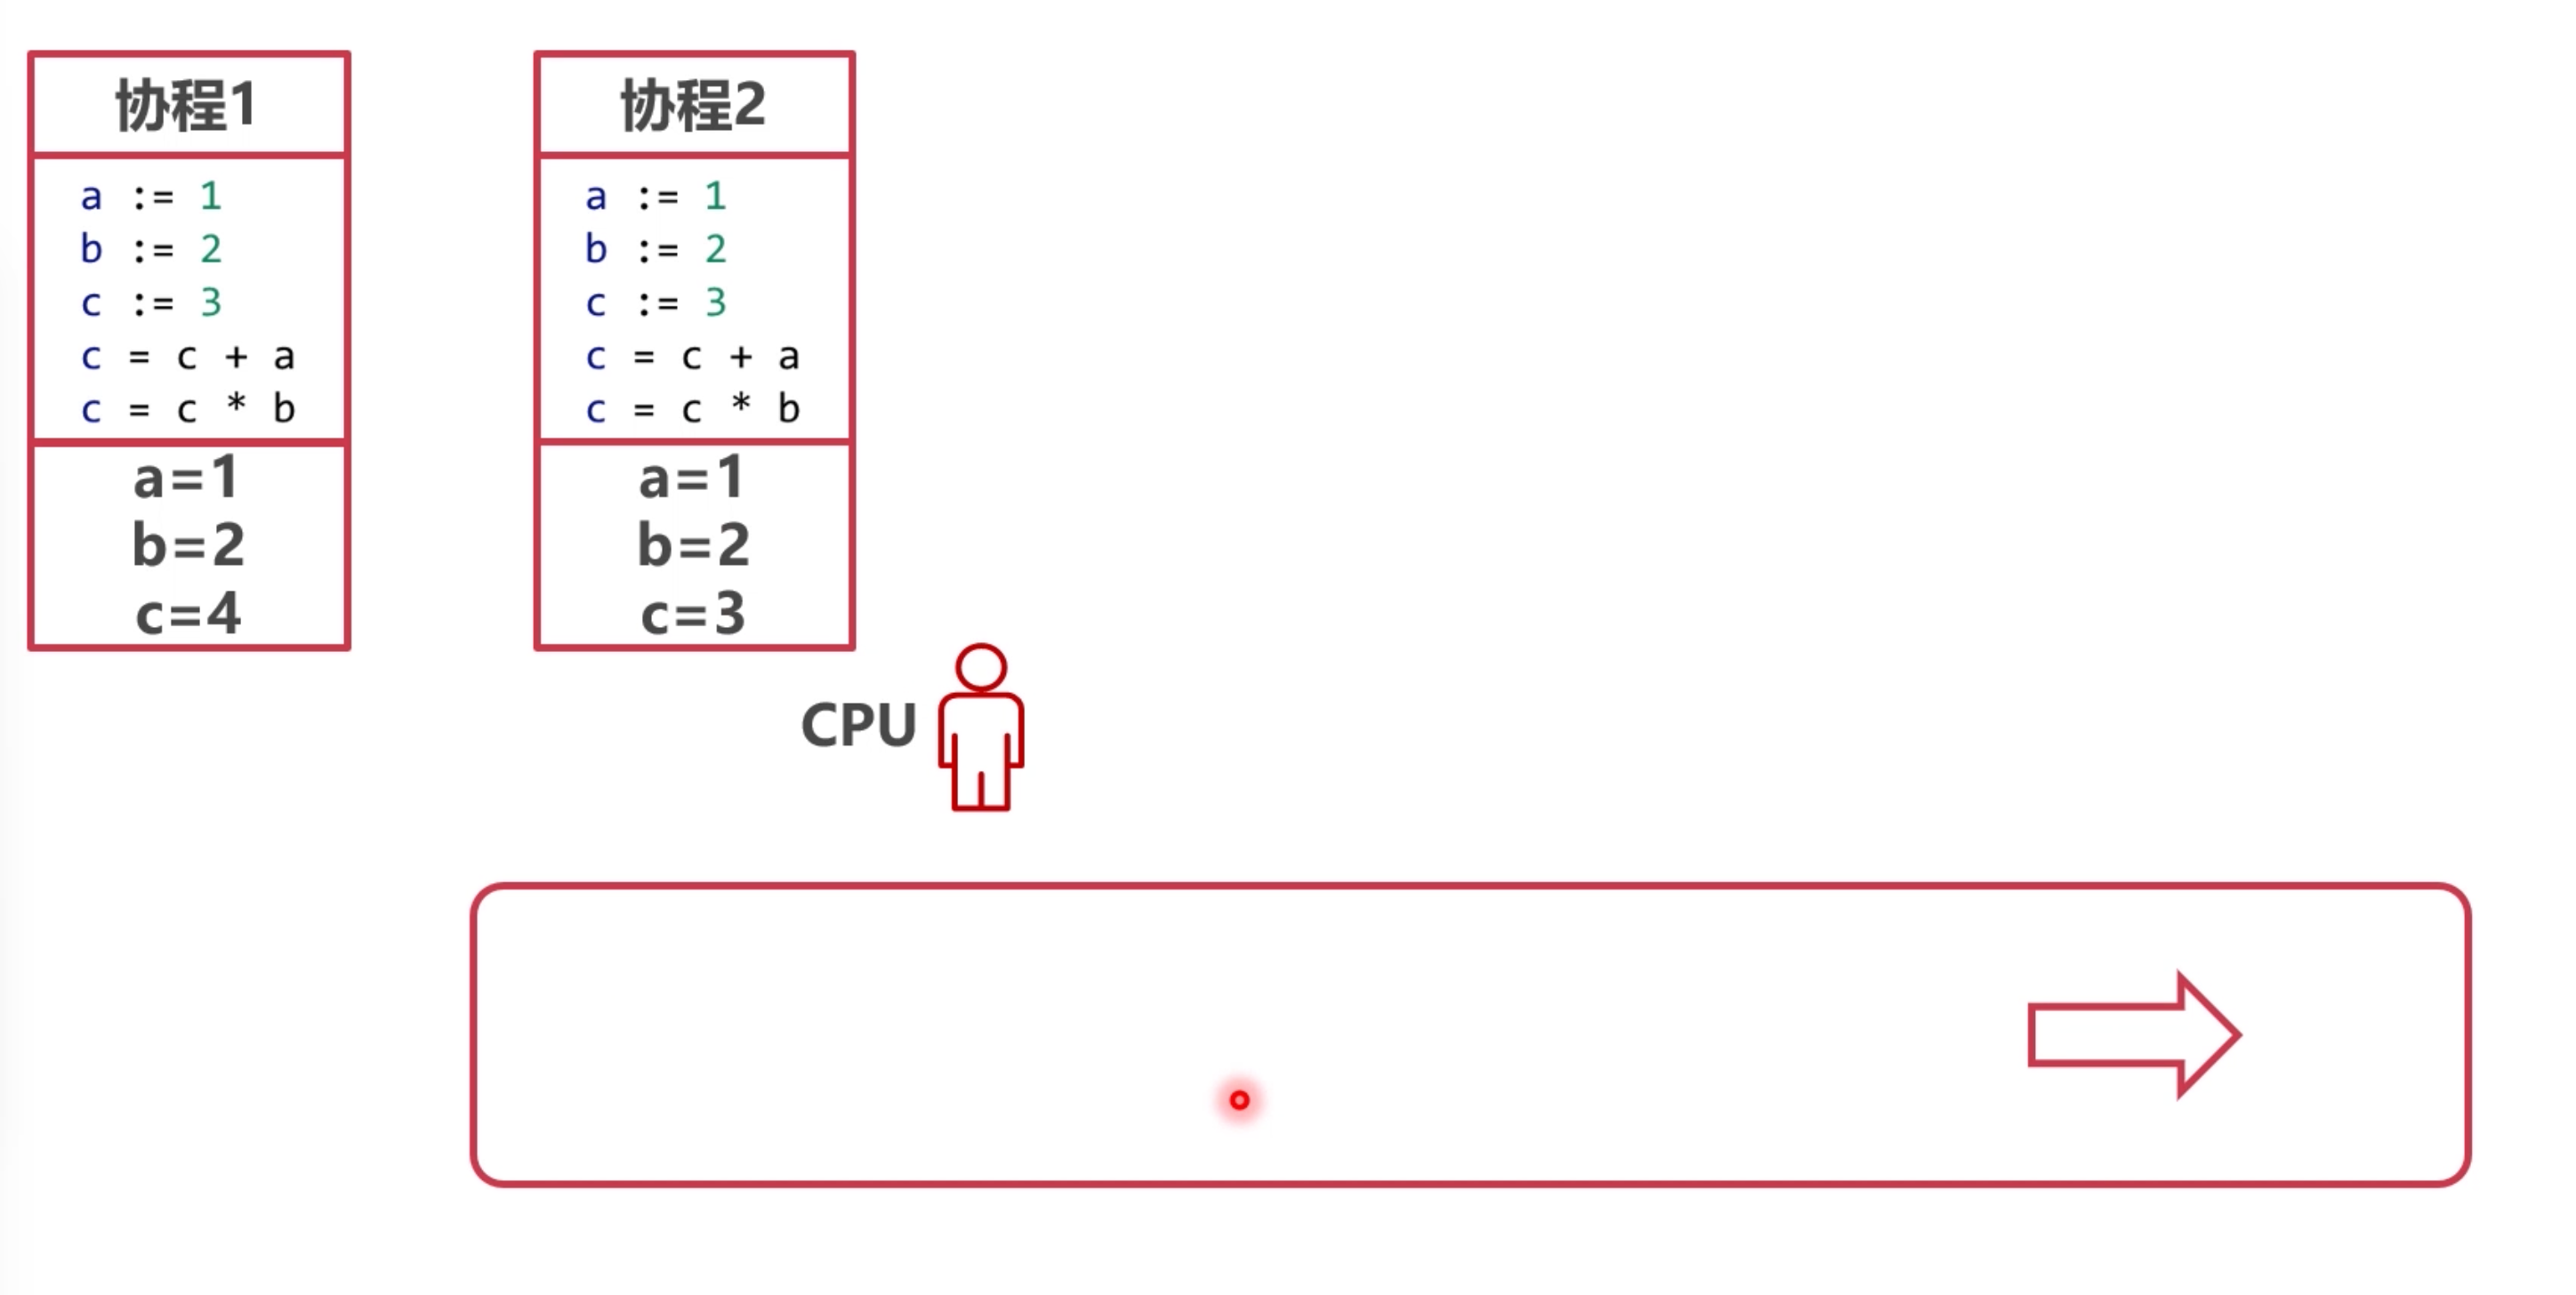 协程1
a := 1
b := 2
c := 3
c = c + a
c = c * b
a=1
b=2
c=4
协程2
a := 1
b := 2
c := 3
c = c + a
c = c * b
a=1
b=2
c=3
CPU